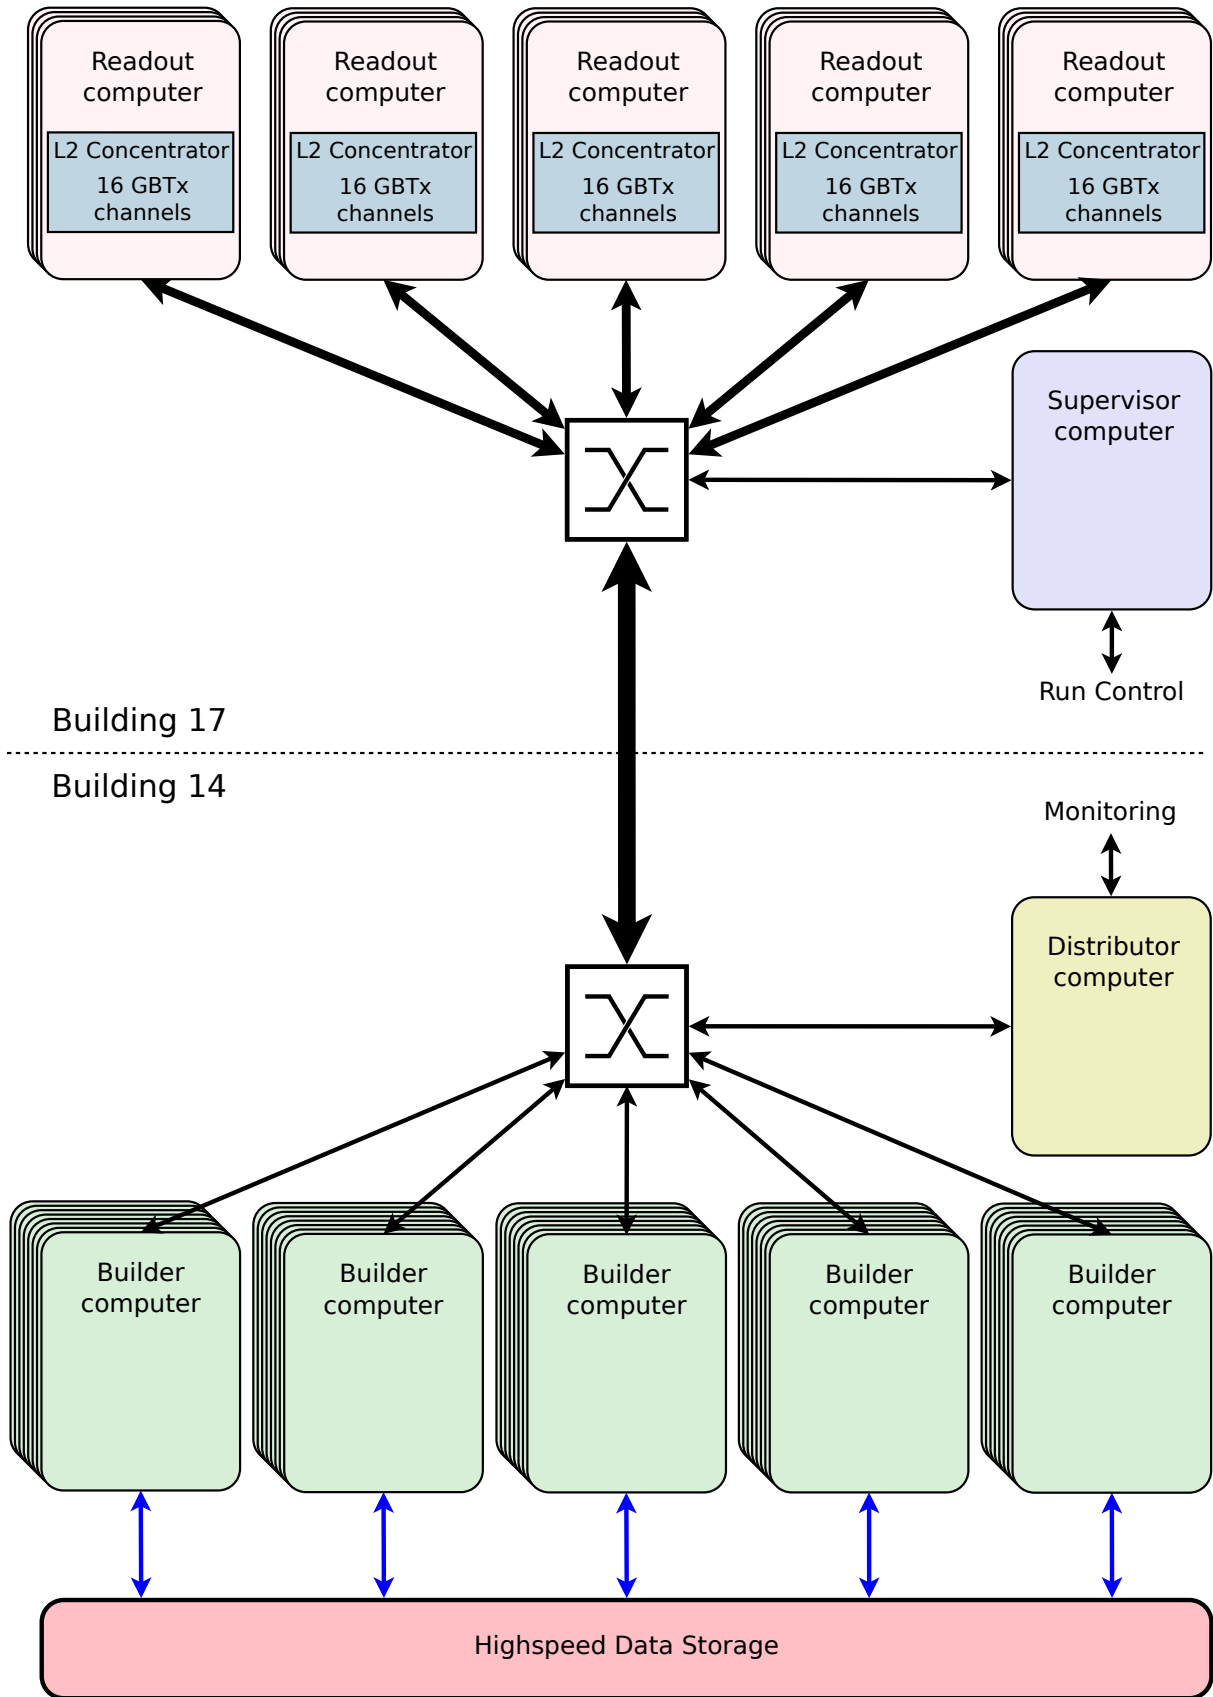 Readout
computer
L2 Concentrator
16 GBTx
channels
Readout
computer
L2 Concentrator
16 GBTx
channels
Readout
computer
L2 Concentrator
16 GBTx
channels
Readout
computer
L2 Concentrator
16 GBTx
channels
Readout
computer
L2 Concentrator
16 GBTx
channels
Supervisor
computer
Run Control
Building 17
Building 14
Monitoring
Distributor
computer
Builder
computer
Builder
computer
Builder
computer
Builder
computer
Builder
computer
Highspeed Data Storage